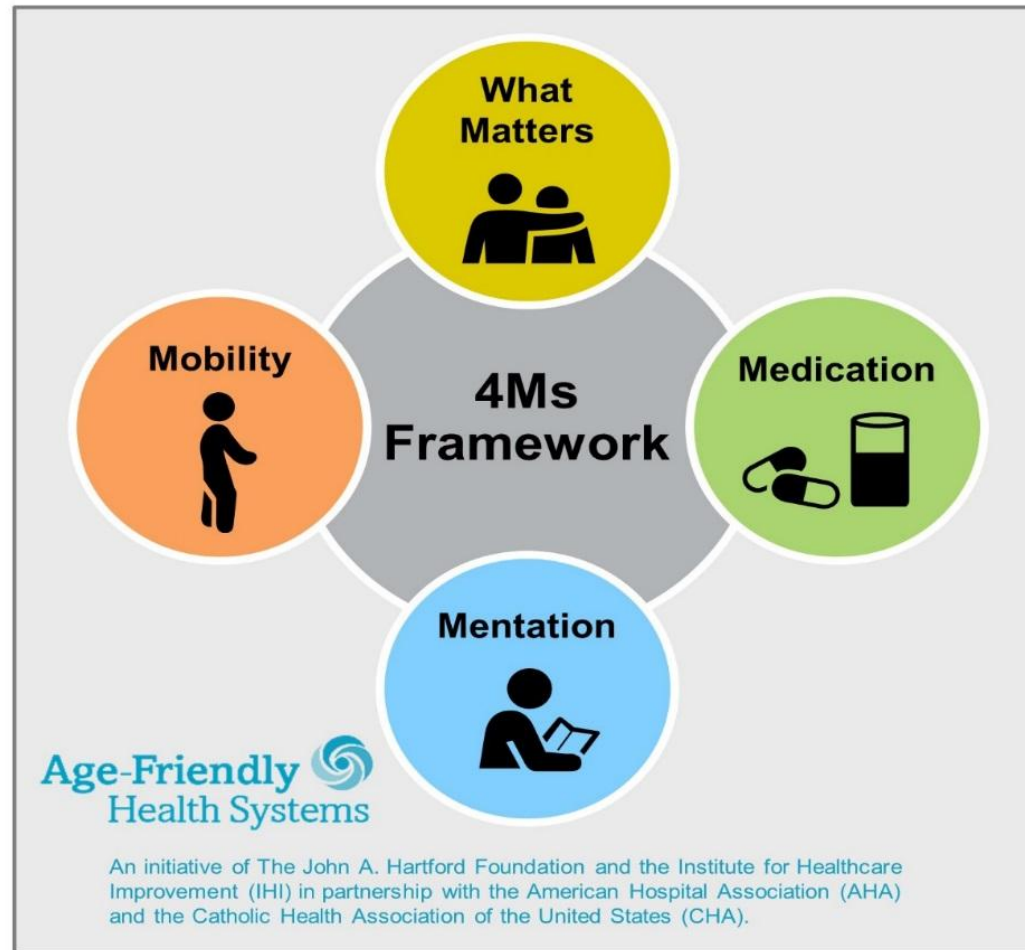 What
Matters
Mobility
4Ms
Framework
Medication
Mentation
Age-Friendly
Health Systems
An initiative of The John A. Hartford Foundation and the Institute for Healthcare
Improvement (IHI) in partnership with the American Hospital Association (AHA)
and the Catholic Health Association of the United States (CHA).